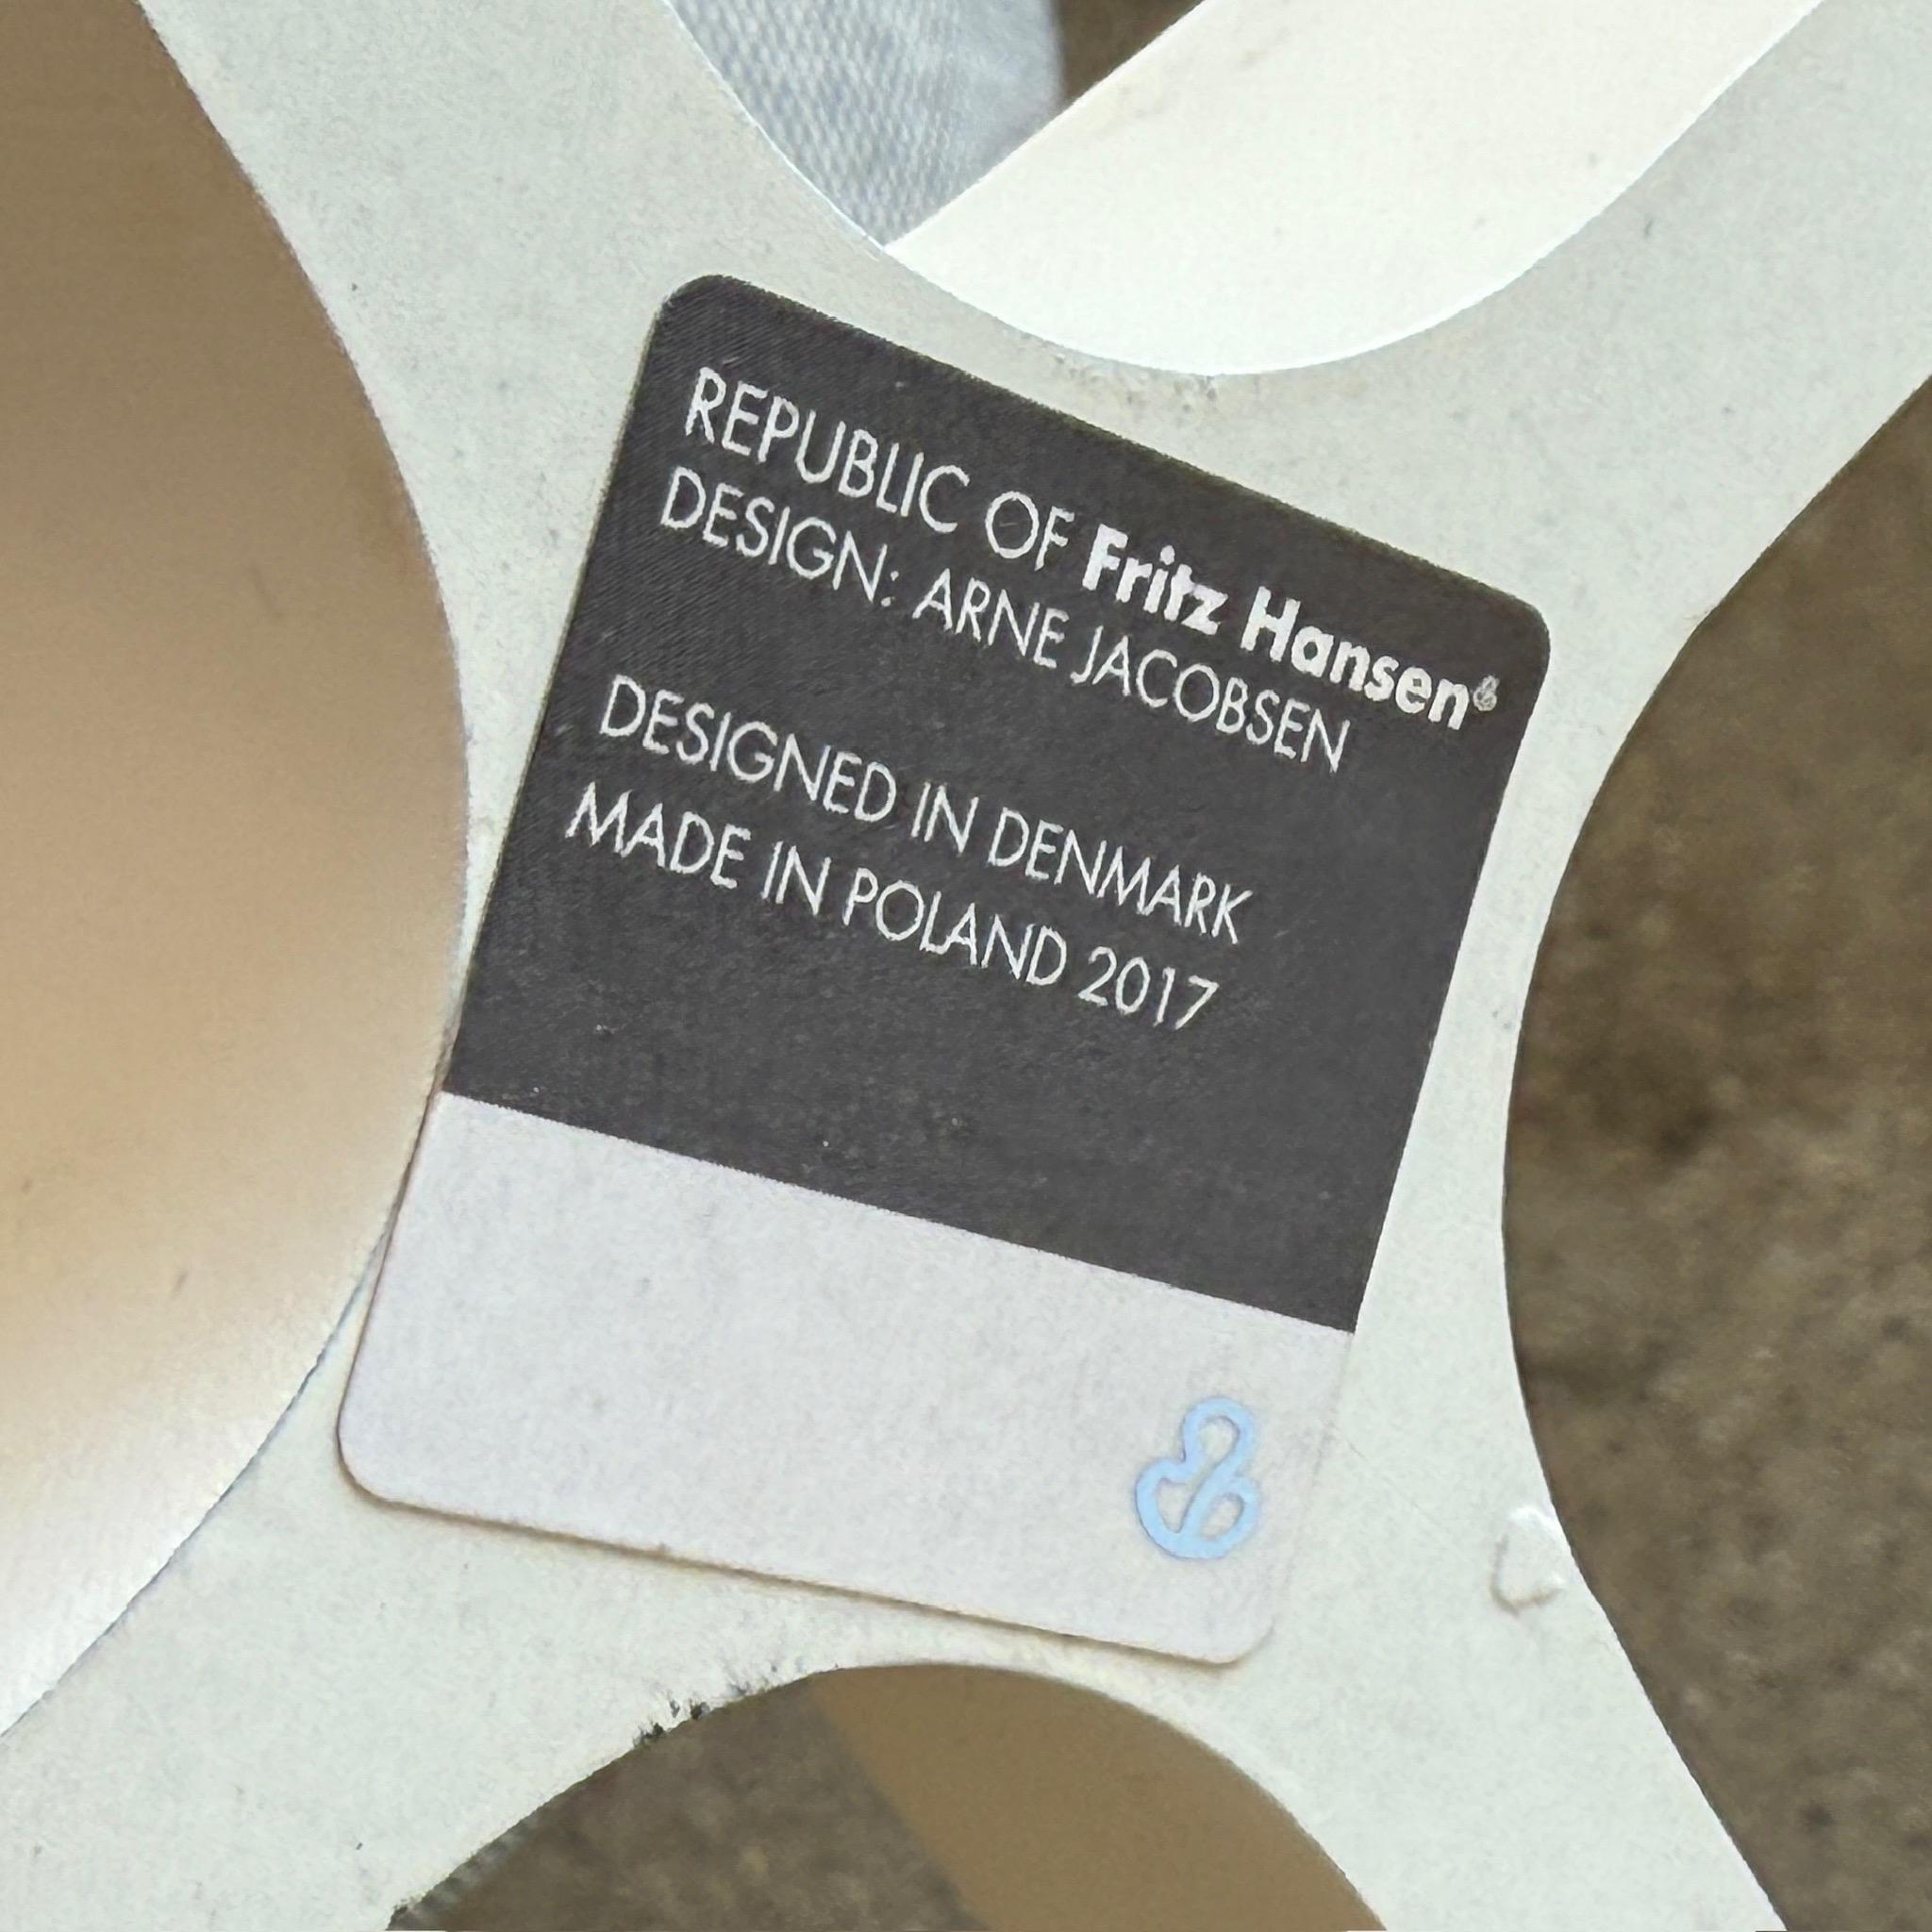 REPUBLIC OF Fritz Hansen
DESIGN: ARNE JACOBSEN
DESIGNED IN DENMARK
MADE IN POLAND 2017